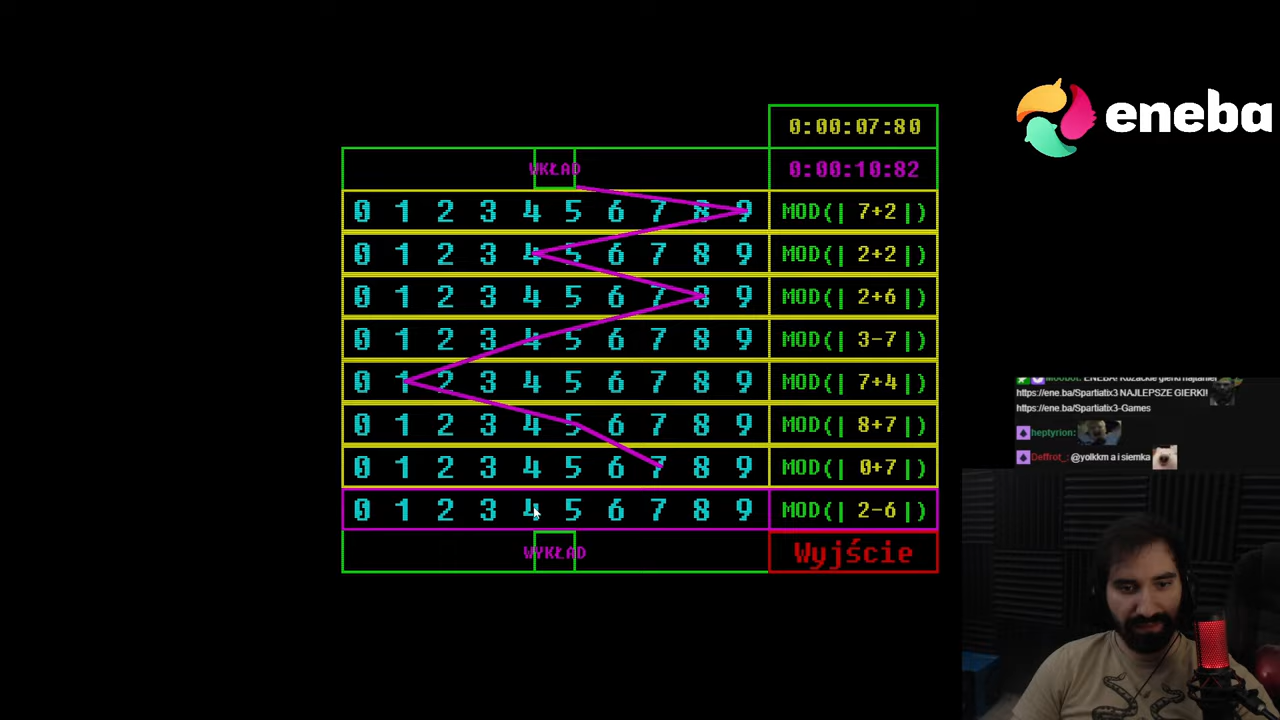 eneba
0:00:07:80
WKŁAD
0:00:10:82
0 1 2 3 4 5 6 7 8 9 MOD(| 7+2 |)
0 1 2 3 4 5 6 7 8 9 MOD(| 2+2 |)
0 1 2 3 4 5 6 7 8 9 MOD(| 2+6 |)
0 1 2 3 4 5 6 7 8 9 MOD(| 3-7 |)
0 1 2 3 4 5 6 7 8 9 MOD(| 7+4 |)
0 1 2 3 4 5 6 7 8 9 MOD(| 8+7 |)
0 1 2 3 4 5 6 7 8 9 MOD(| 0+7 |)
0 1 2 3 4 5 6 7 8 9 MOD(| 2-6 |)
WYKŁAD
Wyjście
https://ene.ba/Spartiatix3 NAJLEPSZE GIERKI!
https://ene.ba/Spartiatix3-Games
heptyrion:
Deffrot_: @yolkkm a i siemka